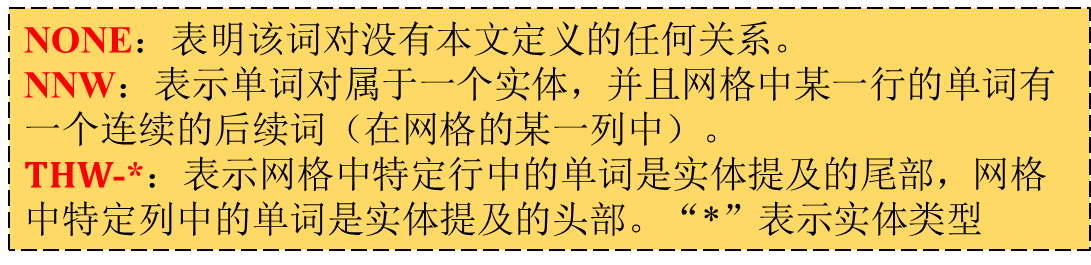 NONE：表明该词对没有本文定义的任何关系。
NNW：表示单词对属于一个实体，并且网格中某一行的单词有
一个连续的后续词（在网格的某一列中）。
THW-*：表示网格中特定行中的单词是实体提及的尾部，网格
中特定列中的单词是实体提及的头部。“*”表示实体类型